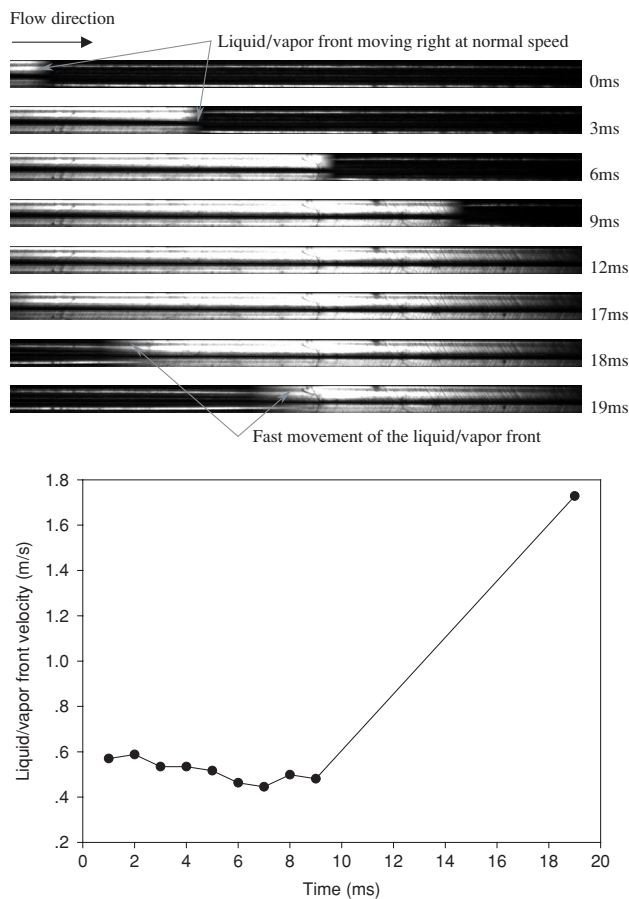 Flow direction
Liquid/vapor front moving right at normal speed
0ms
3ms
6ms
9ms
12ms
17ms
18ms
19ms
Fast movement of the liquid/vapor front
1.8
1.6
1.4
1.2
1.0
.8
.6
.4
.2
Liquid/vapor front velocity (m/s)
0 2 4 6 8 10 12 14 16 18 20
Time (ms)